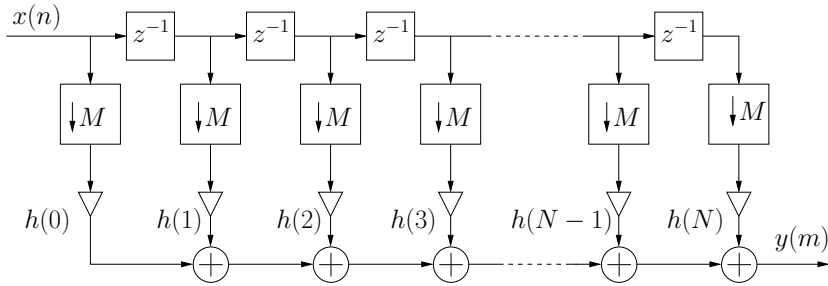 x(n)
z⁻¹ z⁻¹ z⁻¹ z⁻¹
↓M ↓M ↓M ↓M ↓M ↓M
h(0) h(1) h(2) h(3) h(N − 1) h(N)
y(m)